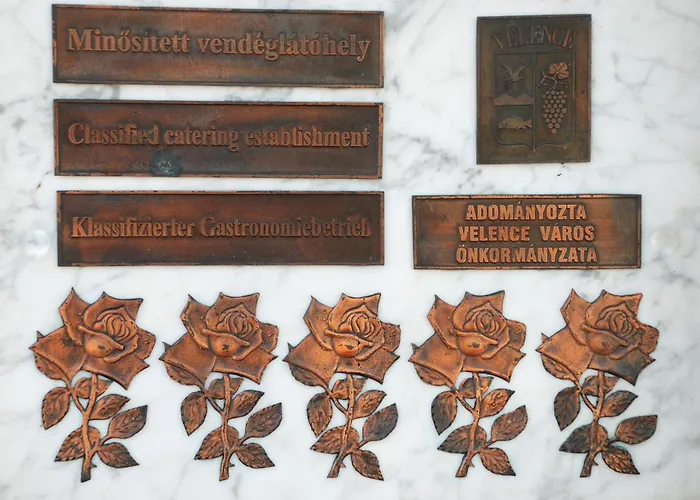 Minősített vendéglátóhely
Classified catering establishment
Klassifizierter Gastronomiebetrieb
VELENCE
ADOMÁNYOZTA
VELENCE VÁROS
ÖNKORMÁNYZATA